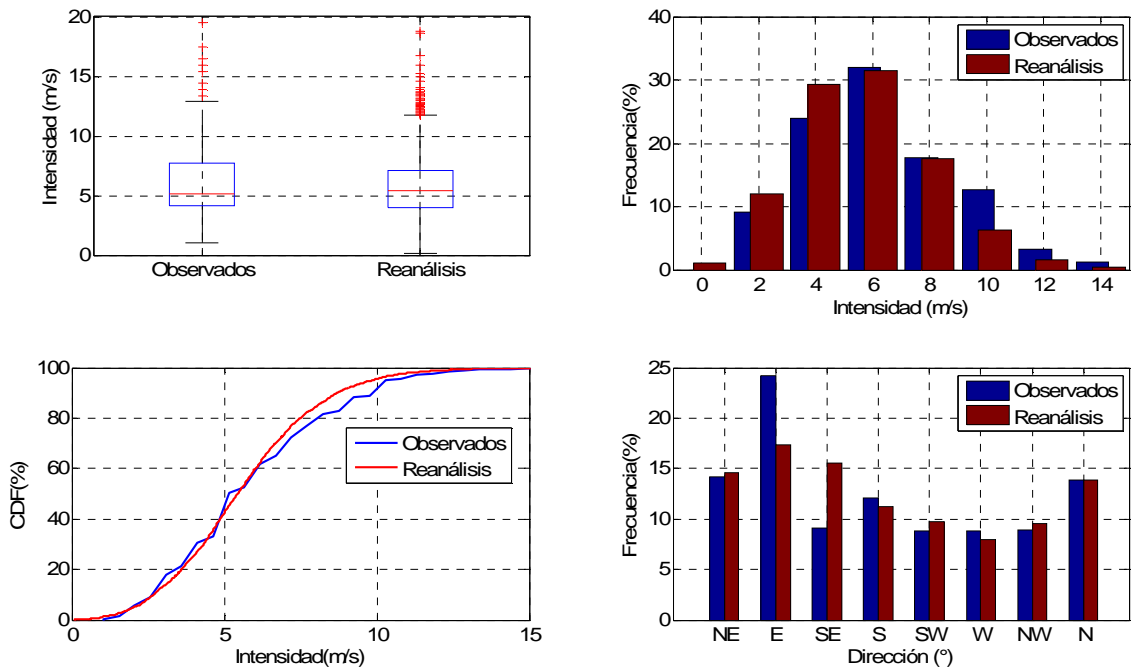 20
15
10
5
0
Intensidad (m/s)
Observados
Reanálisis
40
30
20
10
0
Frecuencia(%)
Observados
Reanálisis
0 2 4 6 8 10 12 14
Intensidad (m/s)
100
80
60
40
20
0
CDF(%)
Observados
Reanálisis
0 5 10 15
Intensidad(m/s)
25
20
15
10
5
0
Frecuencia(%)
Observados
Reanálisis
NE E SE S SW W NW N
Dirección (°)